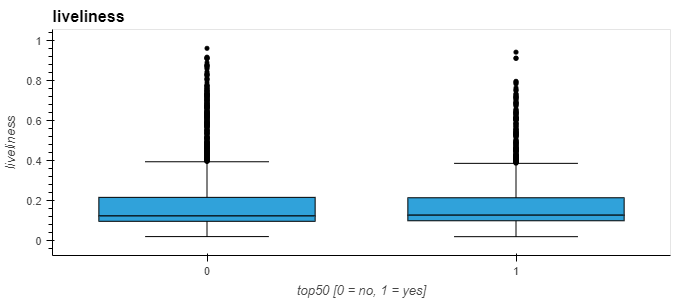 liveliness
1
0.8
0.6
0.4
0.2
0
liveliness
0
1
top50 [0 = no, 1 = yes]